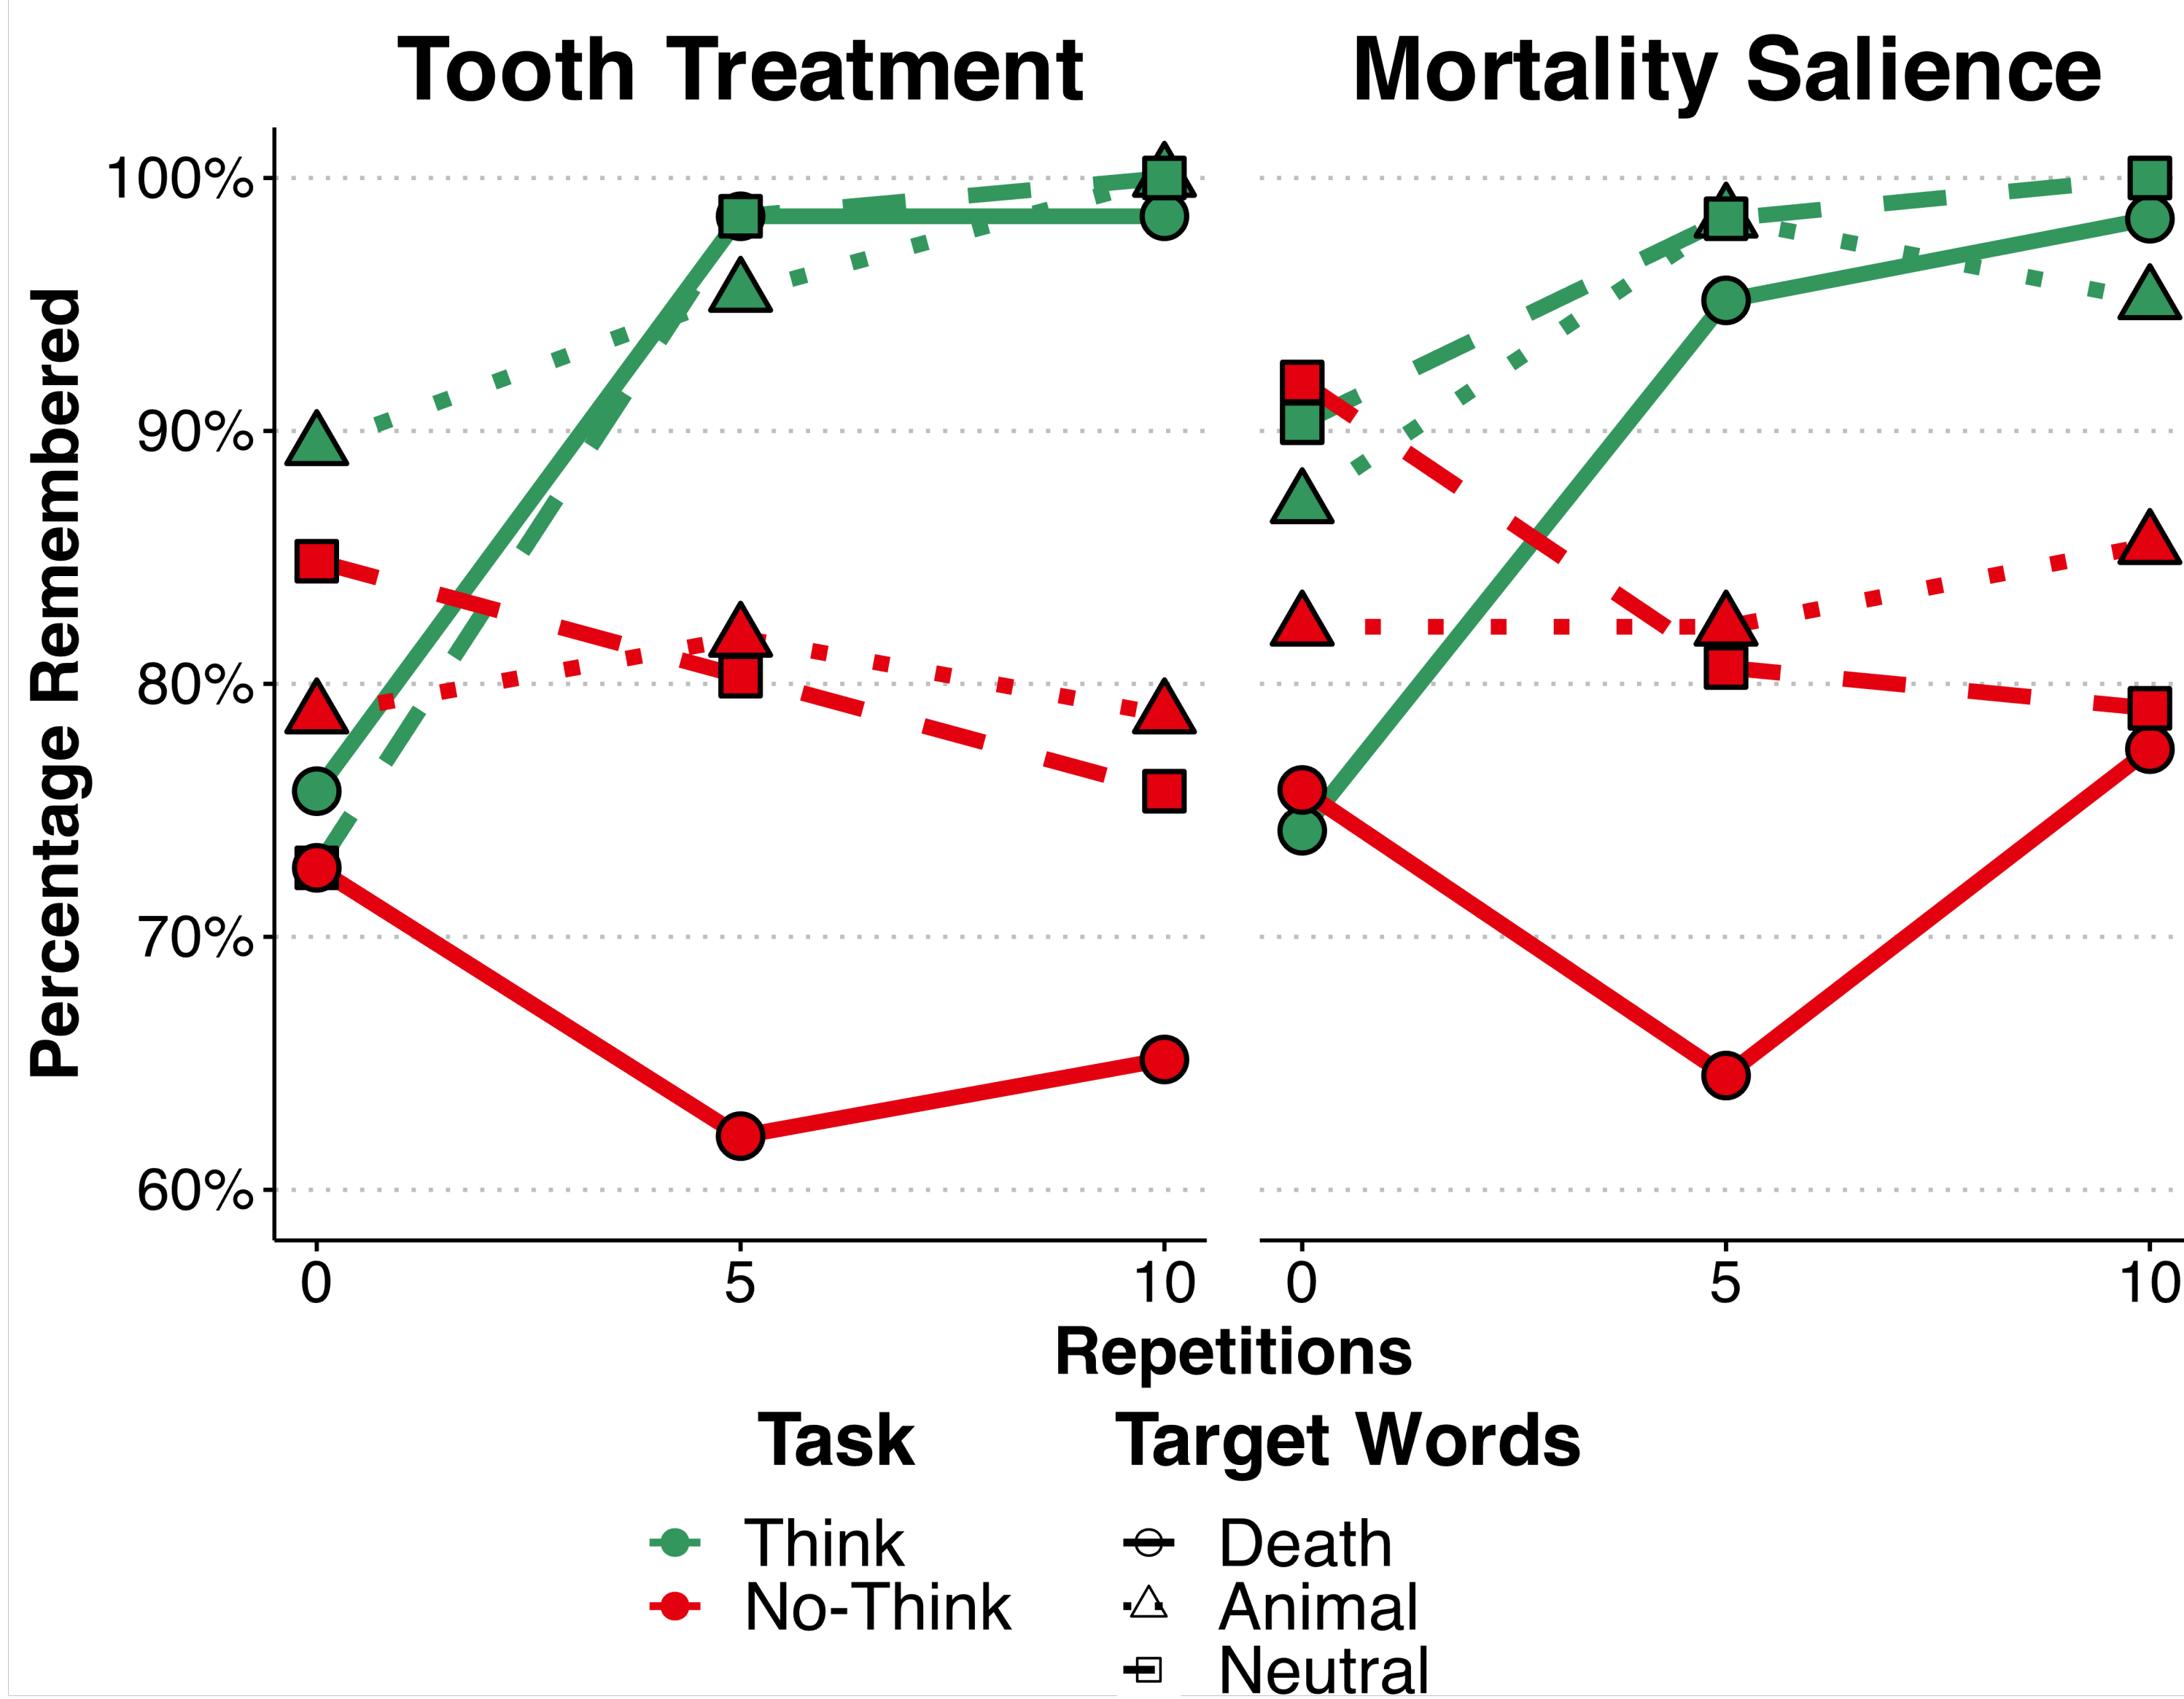 Tooth Treatment
Mortality Salience
Percentage Remembered
100%
90%
80%
70%
60%
0 5 10
0 5 10
Repetitions
Task
Think
No-Think
Target Words
Death
Animal
Neutral